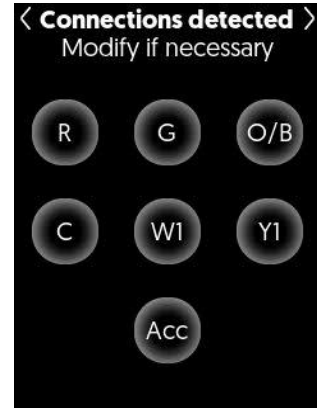 < Connections detected >
Modify if necessary
R G O/B
C W1 Y1
Acc